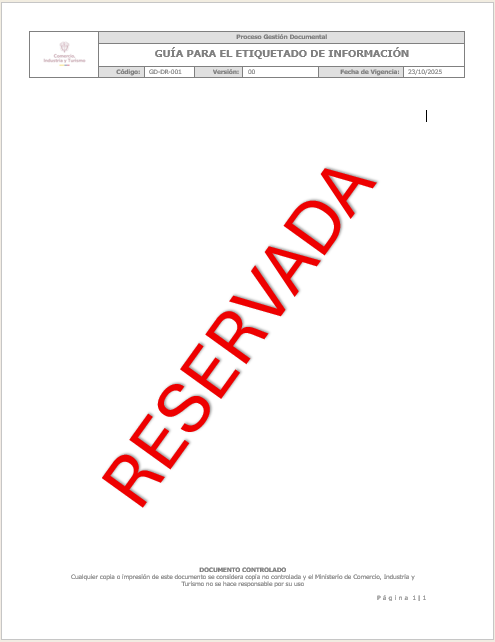 Proceso Gestión Documental
Comercio,
Industria y Turismo
GUÍA PARA EL ETIQUETADO DE INFORMACIÓN
Código: GD-DR-001 Versión: 00 Fecha de Vigencia: 23/10/2025
RESERVADA
DOCUMENTO CONTROLADO
Cualquier copia o impresión de este documento se considera copia no controlada y el Ministerio de Comercio, Industria y
Turismo no se hace responsable por su uso
Página 1|1